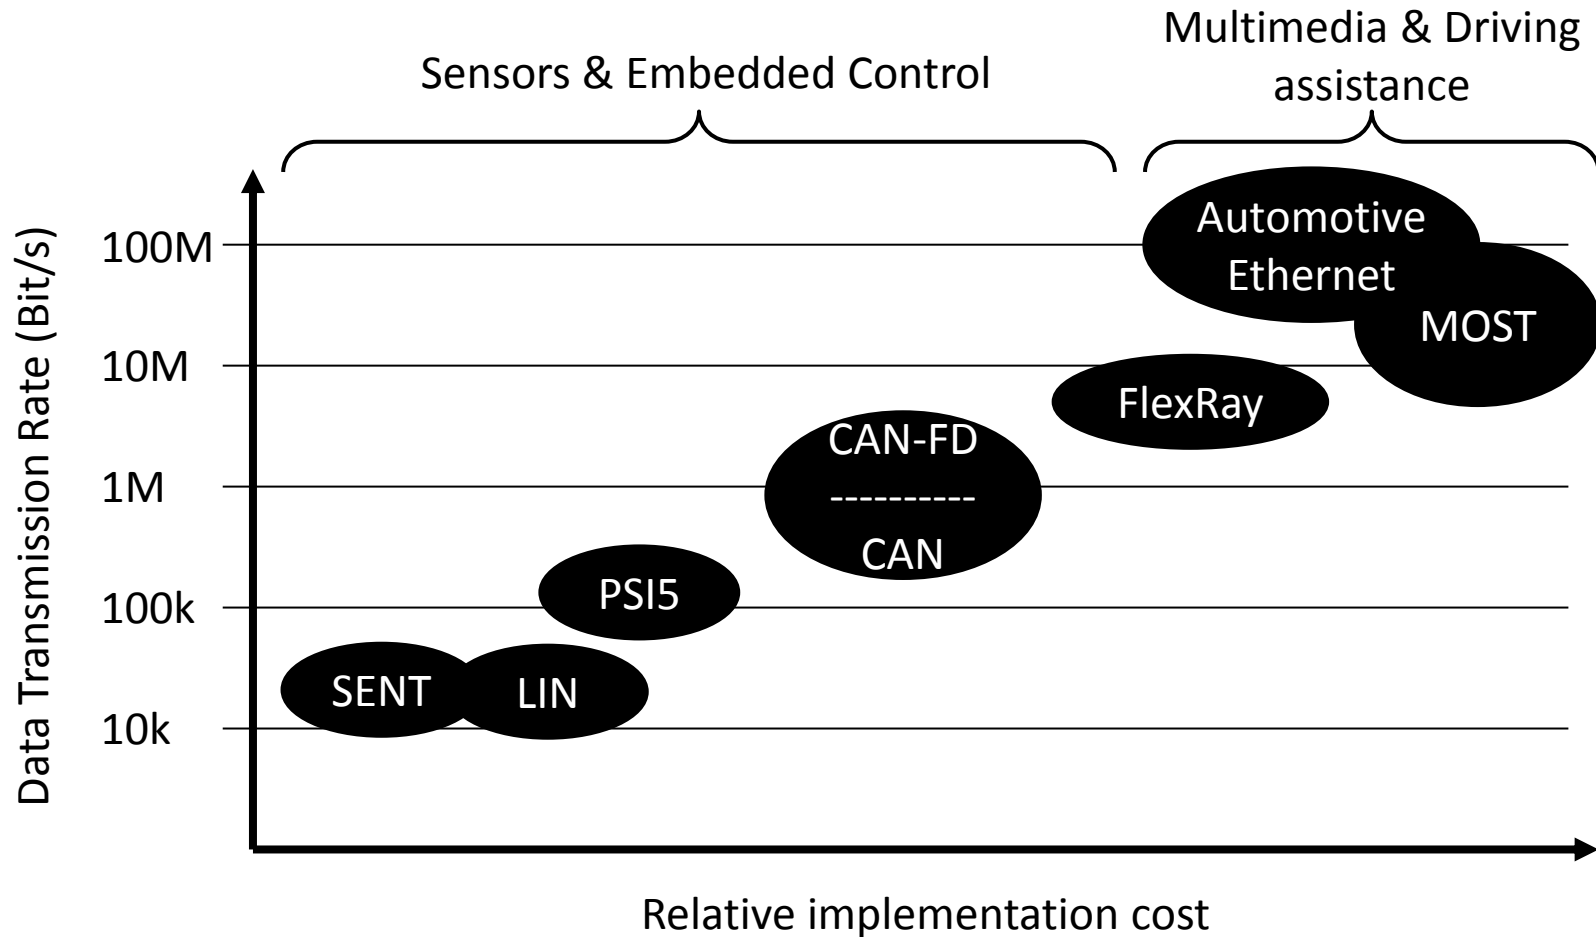 Multimedia & Driving
assistance
Sensors & Embedded Control
Data Transmission Rate (Bit/s)
100M
10M
1M
100k
10k
Automotive
Ethernet
MOST
FlexRay
CAN-FD
----------
CAN
PSI5
SENT
LIN
Relative implementation cost